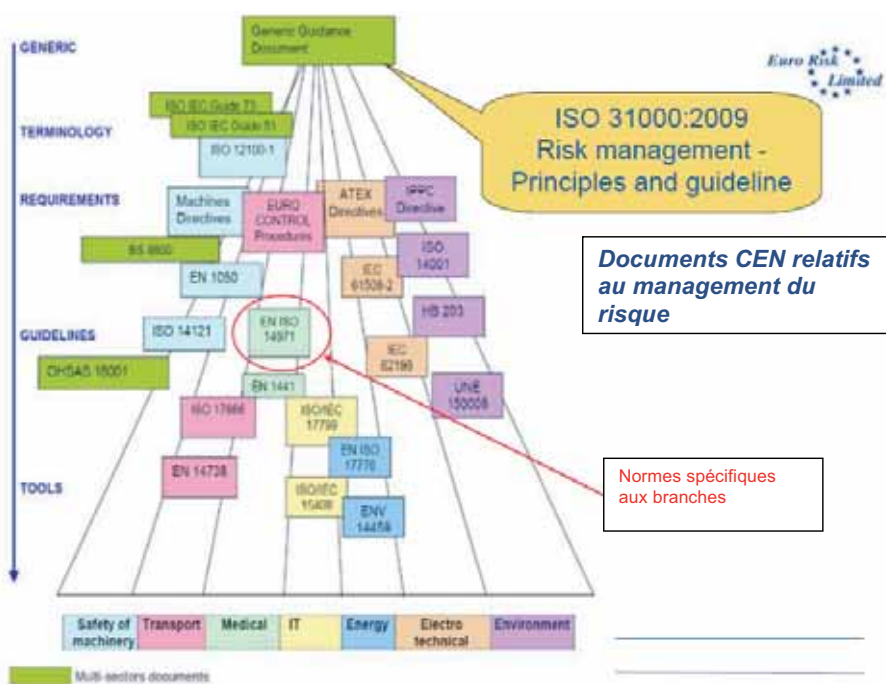 GENERIC
Generic Guidance
Document
Euro Risk
Limited
ISO 31000:2009
Risk management -
Principles and guideline
ISO IEC Guide 73
ISO IEC Guide 51
TERMINOLOGY
ISO 12100-1
REQUIREMENTS
Machines
Directives
EURO
CONTROL
Procedures
ATEX
Directives
IPPC
Directive
BS 8800
EN 1050
IEC
61508-2
ISO
14001
Documents CEN relatifs
au management du
risque
GUIDELINES
ISO 14121
EN ISO
14971
HB 203
OHSAS 18001
EN 1441
IEC
62198
UNE
150008
ISO 17666
ISO/IEC
17799
EN ISO
17776
TOOLS
EN 14738
ISO/IEC
15408
ENV
14459
Normes spécifiques
aux branches
Safety of
machinery
Transport
Medical
IT
Energy
Electro
technical
Environment
Multi-sectors documents